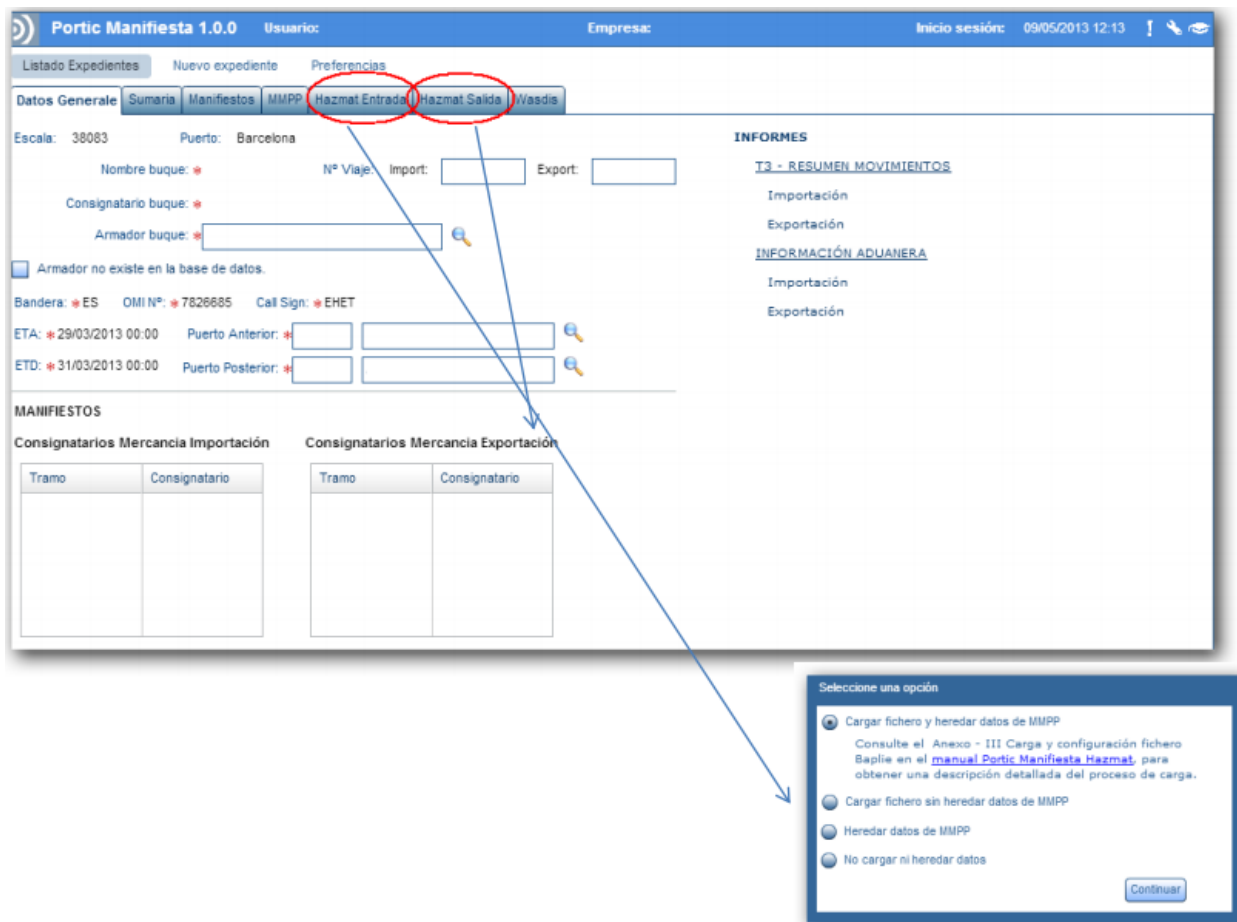 Portic Manifiesta 1.0.0 Usuario: Empresa: Inicio sesión: 09/05/2013 12:13
Listado Expedientes Nuevo expediente Preferencias
Datos Generale Sumaria Manifiestos MMPP Hazmat Entrada Hazmat Salida Wasdis
Escala: 38083 Puerto: Barcelona
Nombre buque: * Nº Viaje: Import: Export:
Consignatario buque: *
Armador buque: *
Armador no existe en la base de datos.
Bandera: * ES OMI Nº: * 7826685 Call Sign: * EHET
ETA: * 29/03/2013 00:00 Puerto Anterior: *
ETD: * 31/03/2013 00:00 Puerto Posterior: *
MANIFIESTOS
Consignatarios Mercancia Importación Consignatarios Mercancia Exportación
Tramo Consignatario Tramo Consignatario
INFORMES
T3 - RESUMEN MOVIMIENTOS
Importación
Exportación
INFORMACIÓN ADUANERA
Importación
Exportación
Seleccione una opción
Cargar fichero y heredar datos de MMPP
Consulte el Anexo - III Carga y configuración fichero
Baplie en el manual Portic Manifiesta Hazmat, para
obtener una descripción detallada del proceso de carga.
Cargar fichero sin heredar datos de MMPP
Heredar datos de MMPP
No cargar ni heredar datos
Continuar